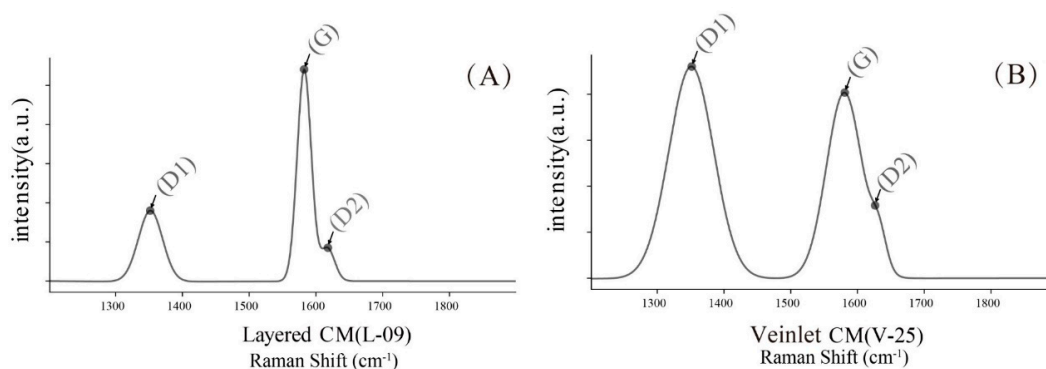 (A)
(G)
(D1)
(D2)
intensity(a.u.)
1300 1400 1500 1600 1700 1800
Layered CM(L-09)
Raman Shift (cm⁻¹)
(B)
(D1)
(G)
(D2)
intensity(a.u.)
1300 1400 1500 1600 1700 1800
Veinlet CM(V-25)
Raman Shift (cm⁻¹)